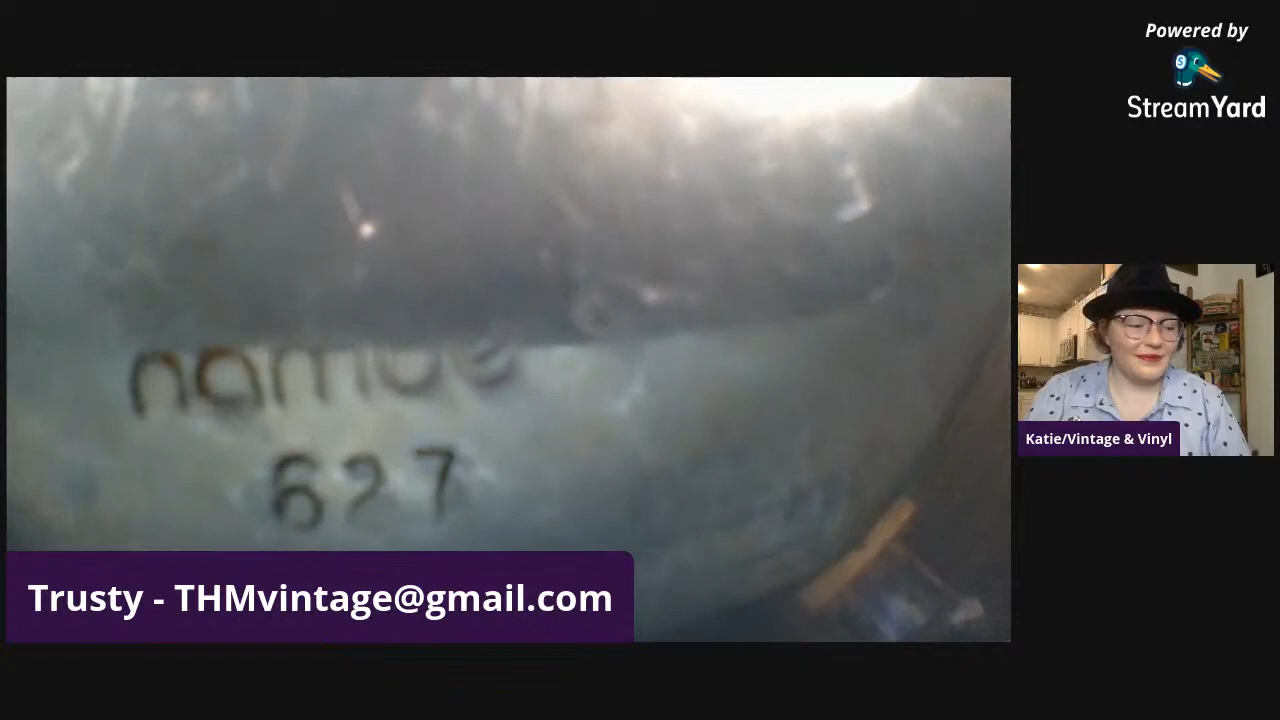 Powered by
StreamYard
nambe
627
Katie/Vintage & Vinyl
Trusty - THMvintage@gmail.com